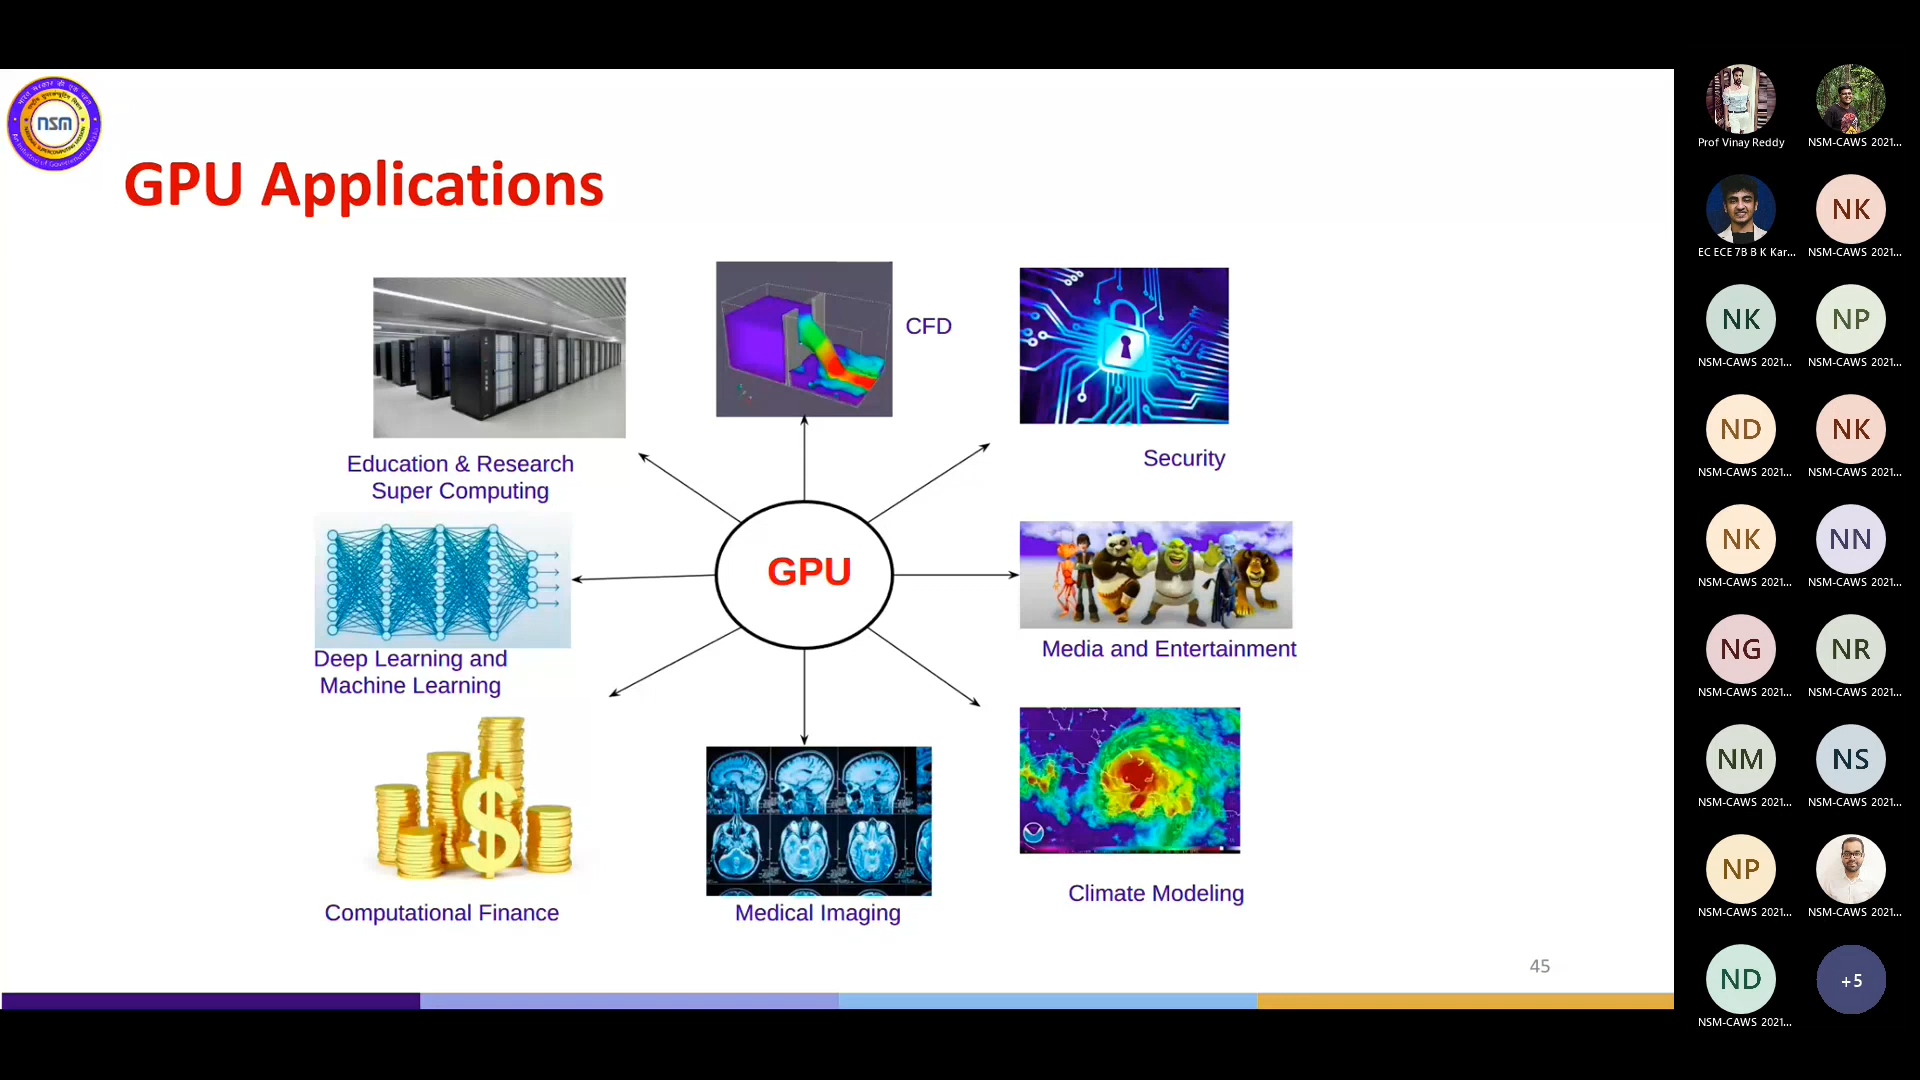 nsm
GPU Applications
CFD
Education & Research
Super Computing
Security
GPU
Deep Learning and
Machine Learning
Media and Entertainment
Computational Finance
Medical Imaging
Climate Modeling
45
Prof Vinay Reddy
NSM-CAWS 2021...
EC ECE 7B B K Kar...
NK
NSM-CAWS 2021...
NK
NSM-CAWS 2021...
NP
NSM-CAWS 2021...
ND
NSM-CAWS 2021...
NK
NSM-CAWS 2021...
NK
NSM-CAWS 2021...
NN
NSM-CAWS 2021...
NG
NSM-CAWS 2021...
NR
NSM-CAWS 2021...
NM
NSM-CAWS 2021...
NS
NSM-CAWS 2021...
NP
NSM-CAWS 2021...
NSM-CAWS 2021...
ND
NSM-CAWS 2021...
+5